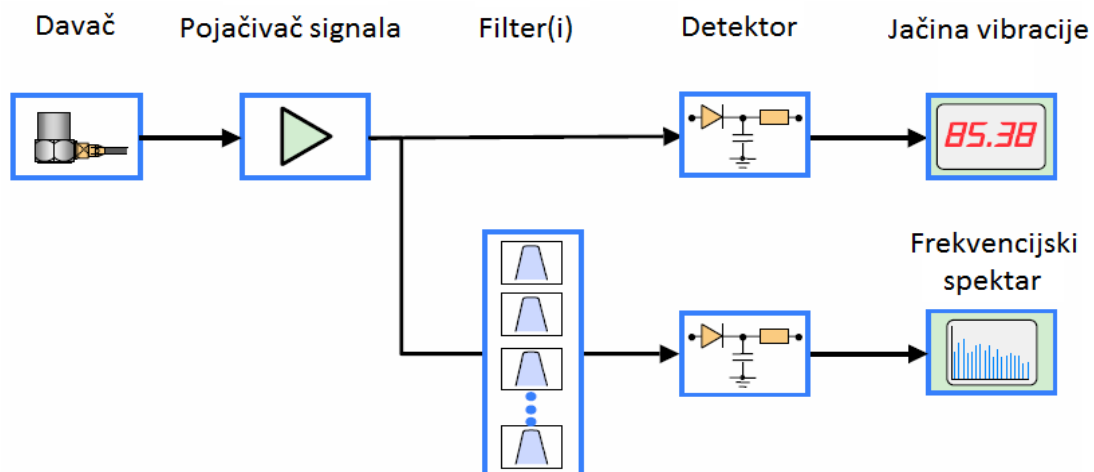 Davač
Pojačivač signala
Filter(i)
Detektor
Jačina vibracije
85.38
Frekvencijski
spektar